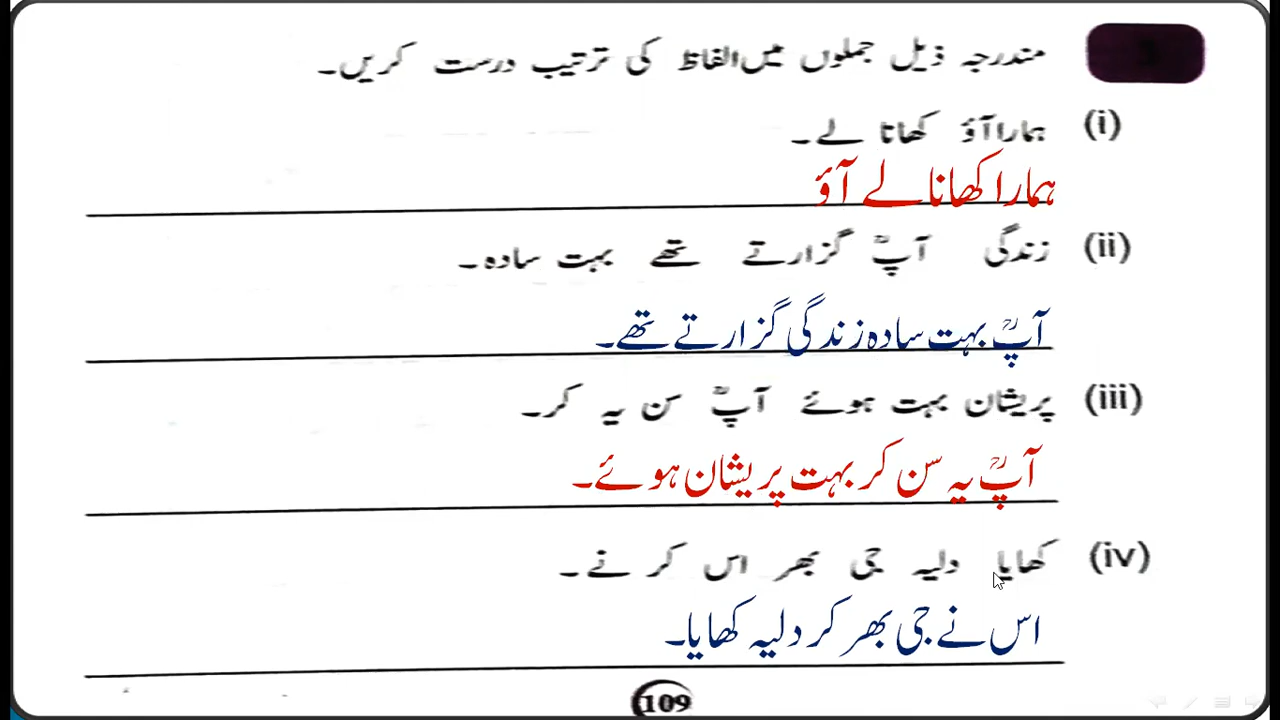 مندرجہ ذیل جملوں میں الفاظ کی ترتیب درست کریں۔
(i) ہمارا آؤ کھانا لے۔
ہمارا کھانا لے آؤ
(ii) زندگی آپؒ گزارتے تھے بہت سادہ۔
آپؒ بہت سادہ زندگی گزارتے تھے۔
(iii) پریشان بہت ہوئے آپؒ سن یہ کر۔
آپؒ یہ سن کر بہت پریشان ہوئے۔
(iv) کھایا دلیہ جی بھر اس کر نے۔
اس نے جی بھر کر دلیہ کھایا۔
109